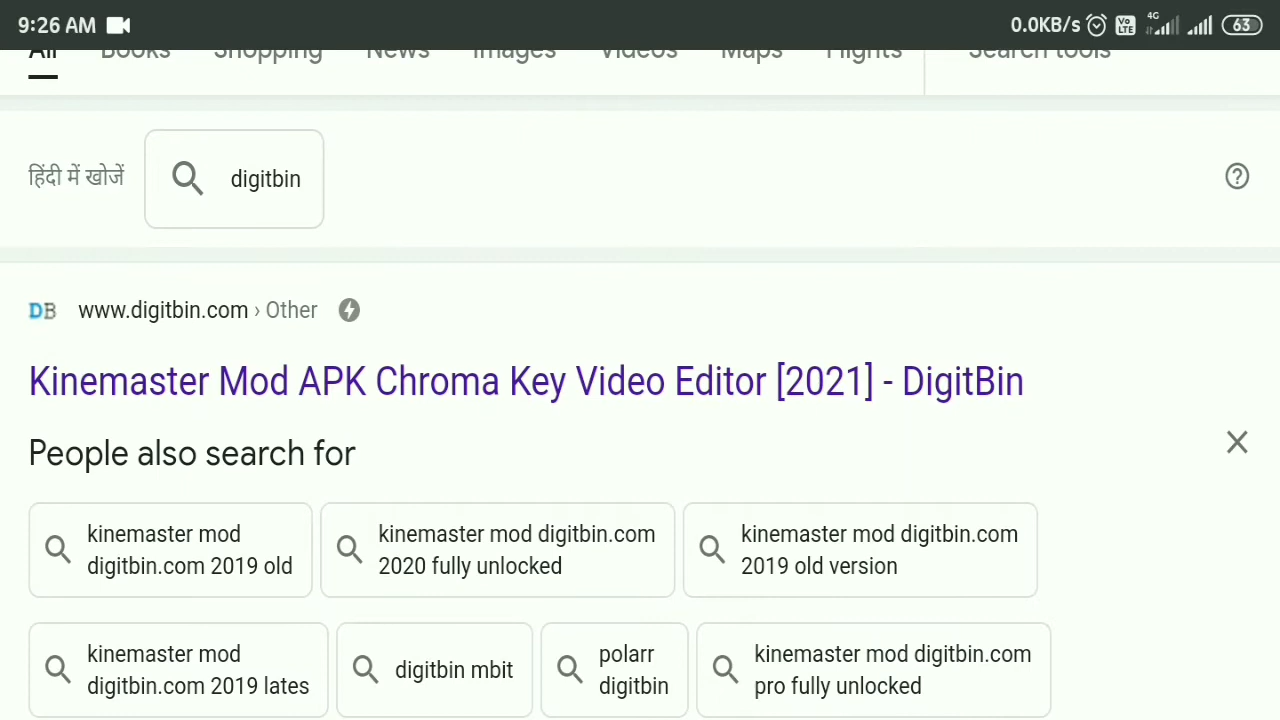 9:26 AM 0.0KB/s Vo LTE 4G 63
All Books Shopping News Images Videos Maps Flights Search tools
हिंदी में खोजें digitbin
DB www.digitbin.com › Other
Kinemaster Mod APK Chroma Key Video Editor [2021] - DigitBin
People also search for
kinemaster mod
digitbin.com 2019 old
kinemaster mod digitbin.com
2020 fully unlocked
kinemaster mod digitbin.com
2019 old version
kinemaster mod
digitbin.com 2019 lates
digitbin mbit
polarr
digitbin
kinemaster mod digitbin.com
pro fully unlocked